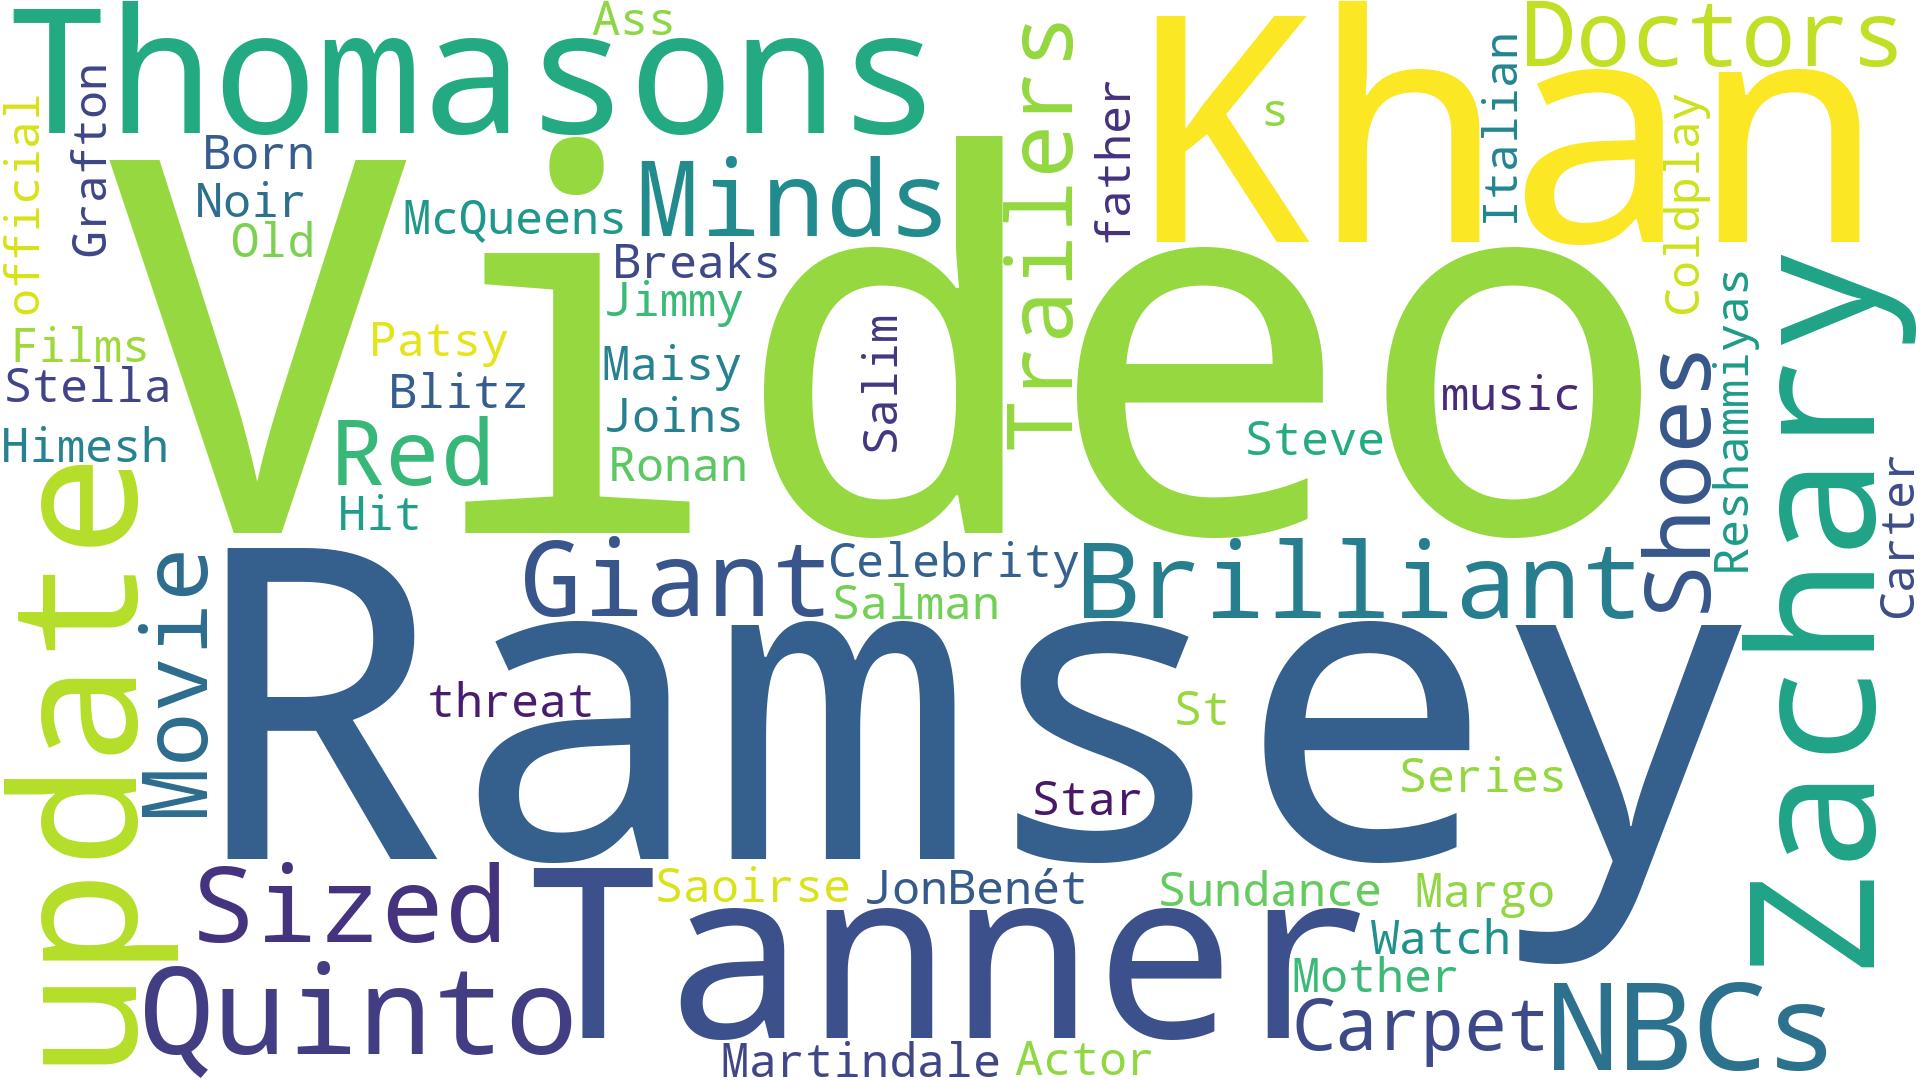 Thomasons
Ass
Khan
Doctors
official
Grafton
Born
Noir
Old
McQueens
Minds
Trailers
father
s
Italian
Coldplay
Video
Breaks
Jimmy
Films
Stella
Himesh
Patsy
Blitz
Red
Hit
Maisy
Joins
Ronan
Salim
Steve
music
Shoes
Reshammiyas
Zachary
Carter
update
Movie
Giant
Celebrity
Salman
Brilliant
Ramsey
threat
St
Star
Series
Sized
Quinto
Tanner
Saoirse
JonBenét
Sundance
Margo
Watch
Mother
Carpet
NBCs
Martindale
Actor